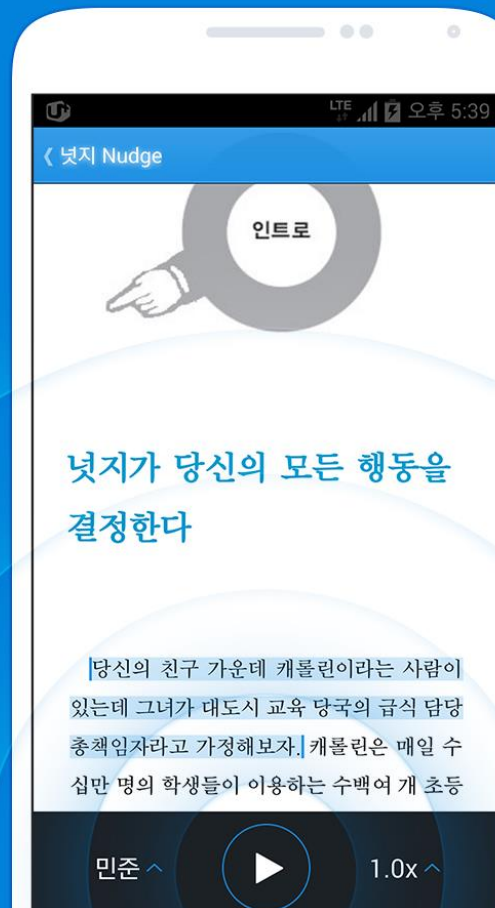 U+ LTE 오후 5:39
《 넛지 Nudge
인트로
넛지가 당신의 모든 행동을
결정한다
당신의 친구 가운데 캐롤린이라는 사람이
있는데 그녀가 대도시 교육 당국의 급식 담당
총책임자라고 가정해보자. 캐롤린은 매일 수
십만 명의 학생들이 이용하는 수백여 개 초등
민준 1.0x